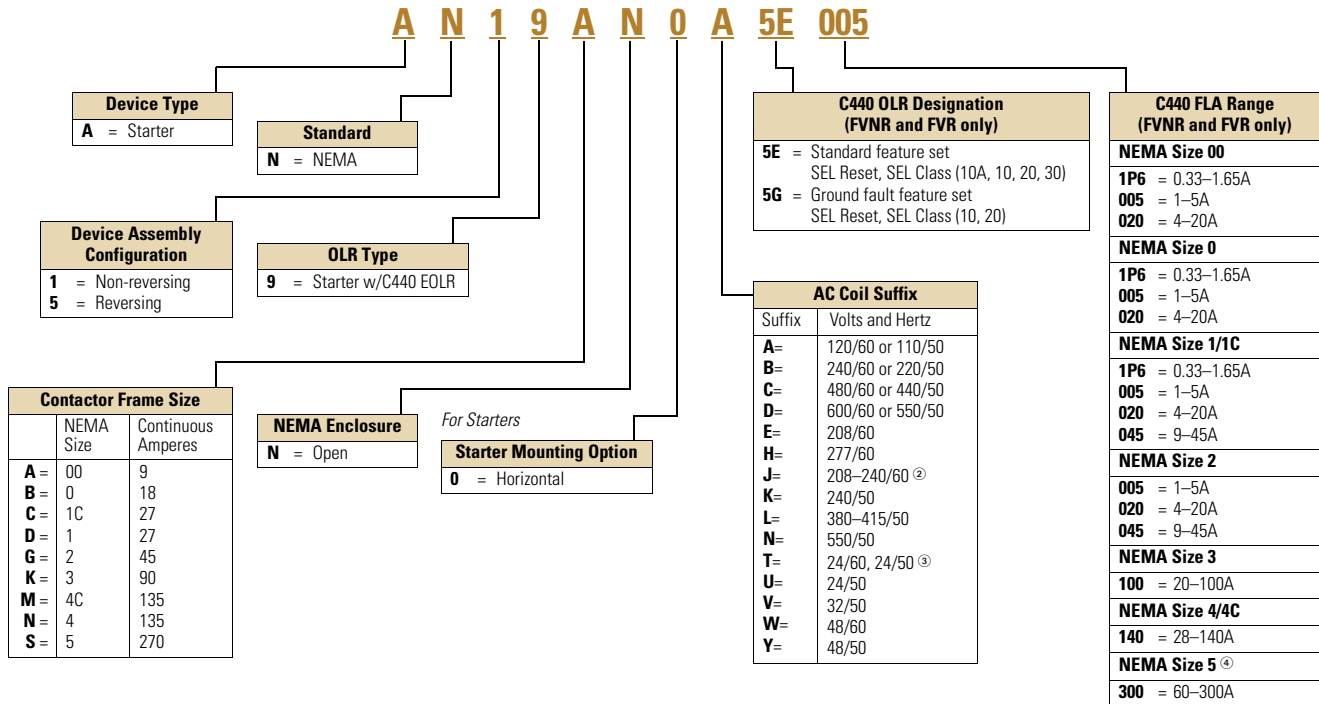 A N 1 9 A N 0 A 5E 005
Device Type
A = Starter
Standard
N = NEMA
Device Assembly
Configuration
1 = Non-reversing
5 = Reversing
OLR Type
9 = Starter w/C440 EOLR
Contactor Frame Size
NEMA Size Continuous Amperes
A = 00 9
B = 0 18
C = 1C 27
D = 1 27
G = 2 45
K = 3 90
M = 4C 135
N = 4 135
S = 5 270
NEMA Enclosure
N = Open
For Starters
Starter Mounting Option
0 = Horizontal
C440 OLR Designation
(FVNR and FVR only)
5E = Standard feature set
SEL Reset, SEL Class (10A, 10, 20, 30)
5G = Ground fault feature set
SEL Reset, SEL Class (10, 20)
AC Coil Suffix
Suffix Volts and Hertz
A= 120/60 or 110/50
B= 240/60 or 220/50
C= 480/60 or 440/50
D= 600/60 or 550/50
E= 208/60
H= 277/60
J= 208–240/60 ②
K= 240/50
L= 380–415/50
N= 550/50
T= 24/60, 24/50 ③
U= 24/50
V= 32/50
W= 48/60
Y= 48/50
C440 FLA Range
(FVNR and FVR only)
NEMA Size 00
1P6 = 0.33–1.65A
005 = 1–5A
020 = 4–20A
NEMA Size 0
1P6 = 0.33–1.65A
005 = 1–5A
020 = 4–20A
NEMA Size 1/1C
1P6 = 0.33–1.65A
005 = 1–5A
020 = 4–20A
045 = 9–45A
NEMA Size 2
005 = 1–5A
020 = 4–20A
045 = 9–45A
NEMA Size 3
100 = 20–100A
NEMA Size 4/4C
140 = 28–140A
NEMA Size 5 ④
300 = 60–300A